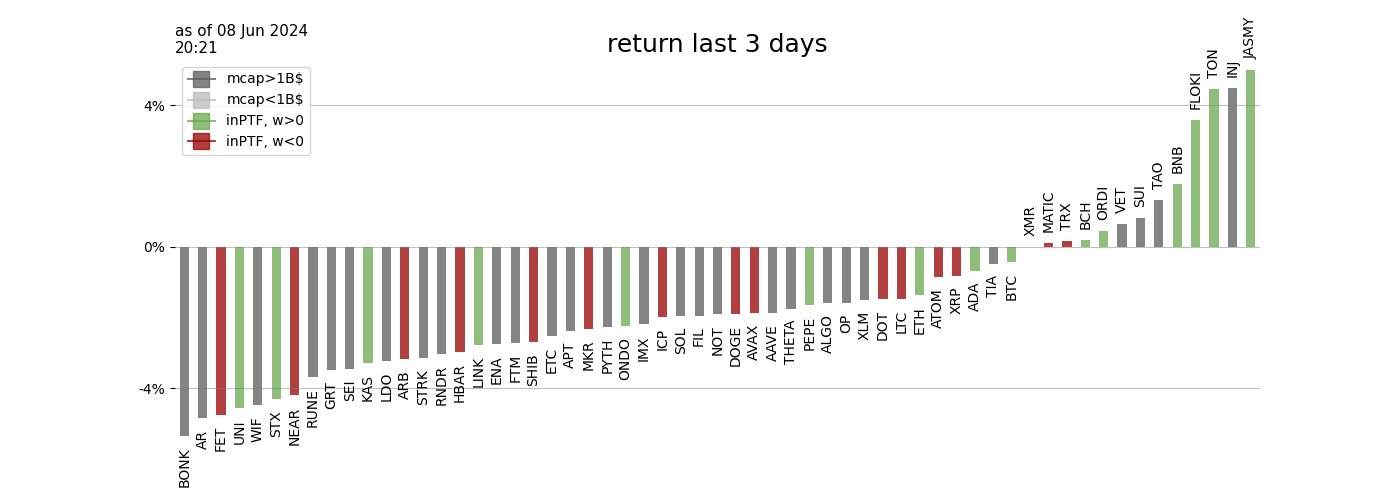 as of 08 Jun 2024
20:21
return last 3 days
mcap>1B$
mcap<1B$
inPTF, w>0
inPTF, w<0
4%
0%
-4%
BONK
AR
FET
UNI
WIF
STX
NEAR
RUNE
GRT
SEI
KAS
LDO
ARB
STRK
RNDR
HBAR
LINK
ENA
FTM
SHIB
ETC
APT
MKR
PYTH
ONDO
IMX
ICP
SOL
FIL
NOT
DOGE
AVAX
AAVE
THETA
PEPE
ALGO
OP
XLM
DOT
LTC
ETH
ATOM
XRP
ADA
TIA
BTC
XMR
MATIC
TRX
BCH
ORDI
VET
SUI
TAO
BNB
FLOKI
TON
INJ
JASMY